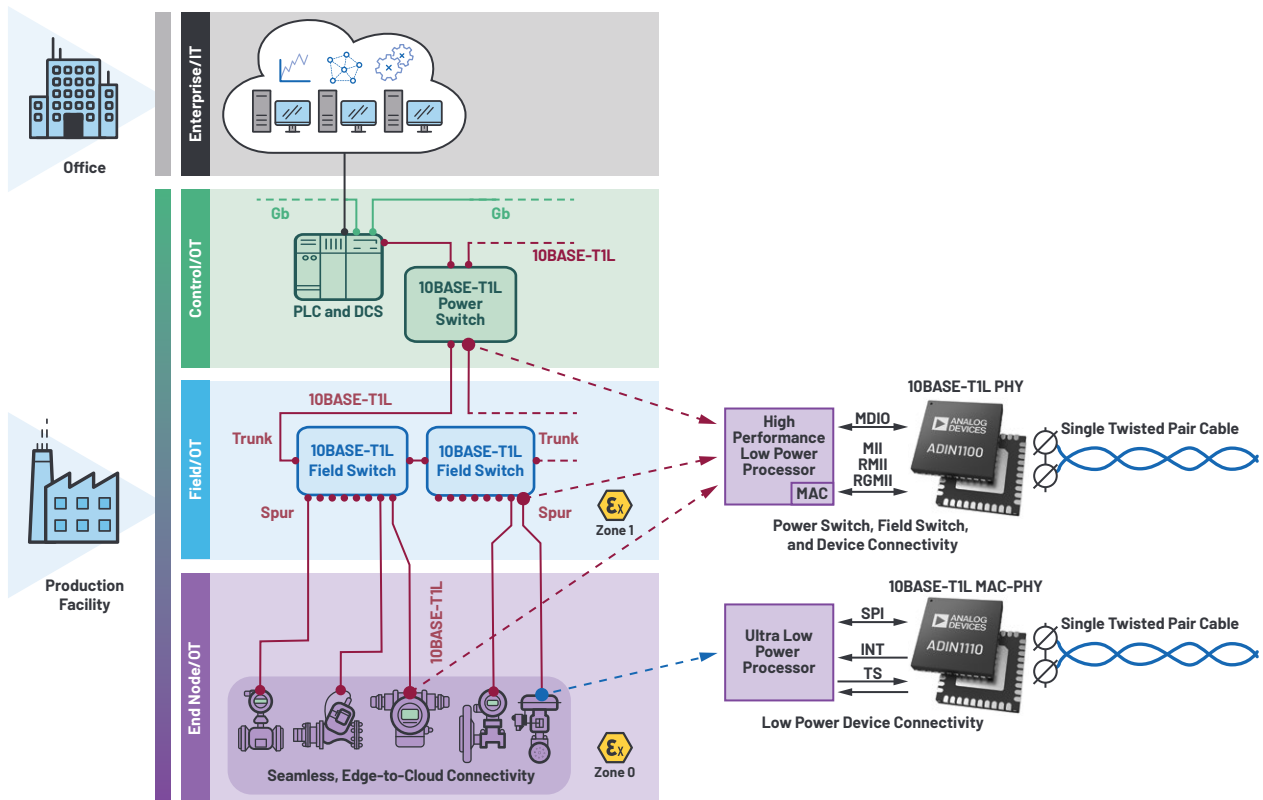 Office
Production
Facility
Enterprise/IT
Control/OT
Gb
Gb
10BASE-T1L
PLC and DCS
10BASE-T1L
Power
Switch
Field/OT
10BASE-T1L
Trunk
10BASE-T1L
Field Switch
10BASE-T1L
Field Switch
Trunk
Spur
Spur
Ex
Zone 1
End Node/OT
10BASE-T1L
Seamless, Edge-to-Cloud Connectivity
Ex
Zone 0
High
Performance
Low Power
Processor
MAC
MDIO
MII
RMII
RGMII
10BASE-T1L PHY
ANALOG
DEVICES
ADIN1100
Single Twisted Pair Cable
Power Switch, Field Switch,
and Device Connectivity
Ultra Low
Power
Processor
SPI
INT
TS
10BASE-T1L MAC-PHY
ANALOG
DEVICES
ADIN1110
Single Twisted Pair Cable
Low Power Device Connectivity